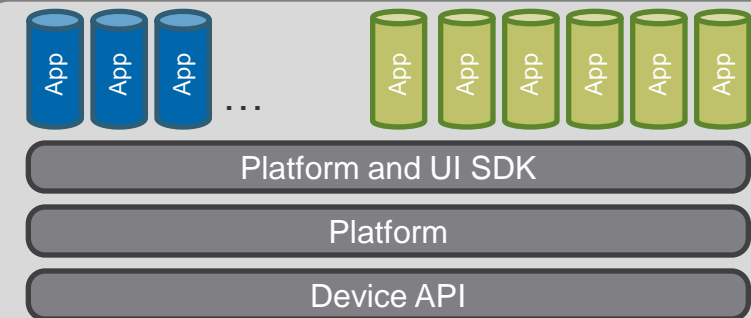 App App App ... App App App App App App
Platform and UI SDK
Platform
Device API